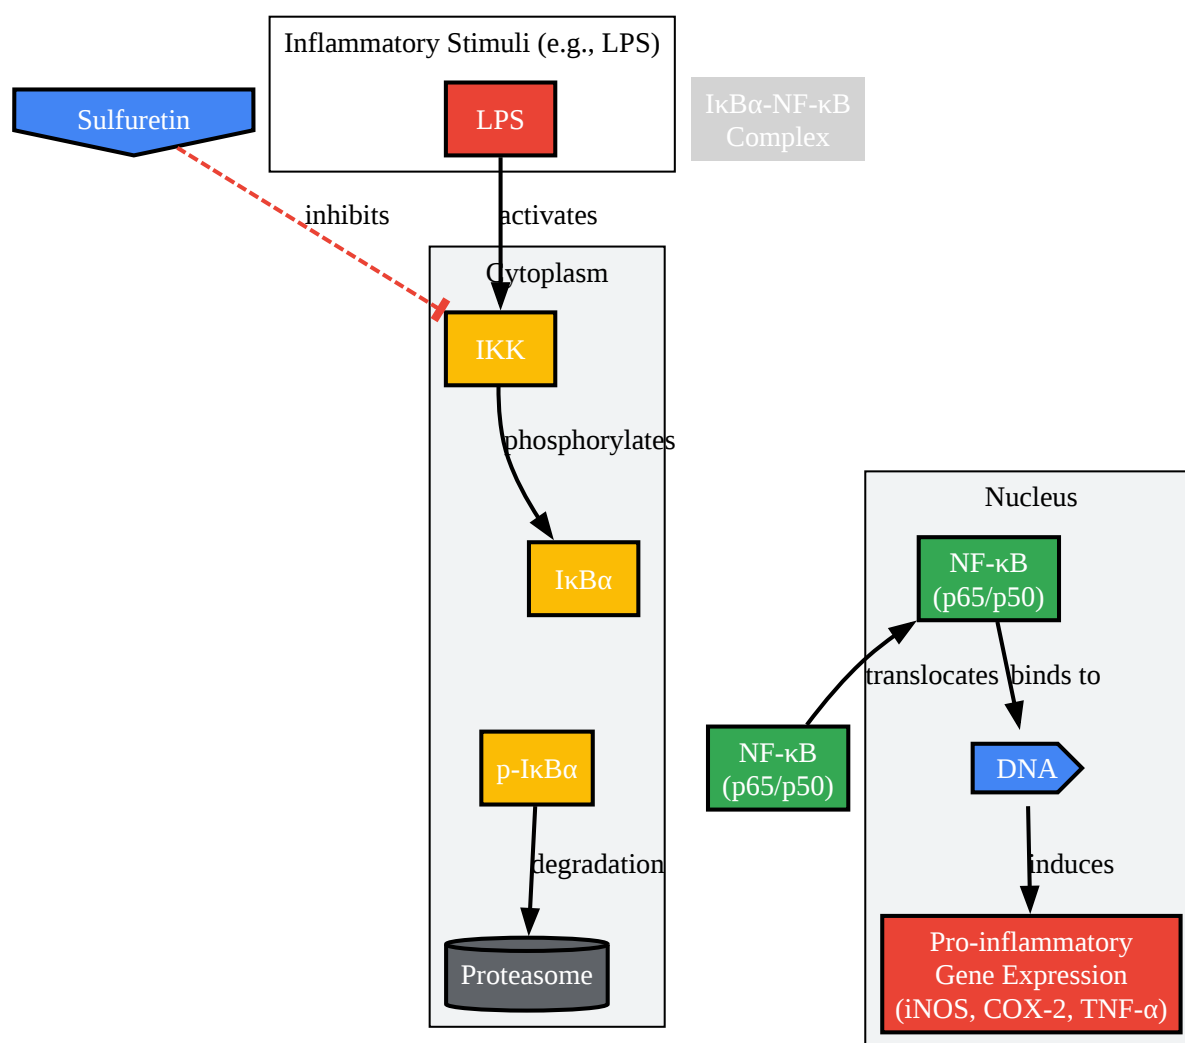 Inflammatory Stimuli (e.g., LPS)
Sulfuretin
LPS
IκBα-NF-κB
Complex
inhibits
activates
Cytoplasm
IKK
phosphorylates
IκBα
p-IκBα
degradation
Proteasome
Nucleus
NF-κB
(p65/p50)
translocates
binds to
NF-κB
(p65/p50)
DNA
induces
Pro-inflammatory
Gene Expression
(iNOS, COX-2, TNF-α)